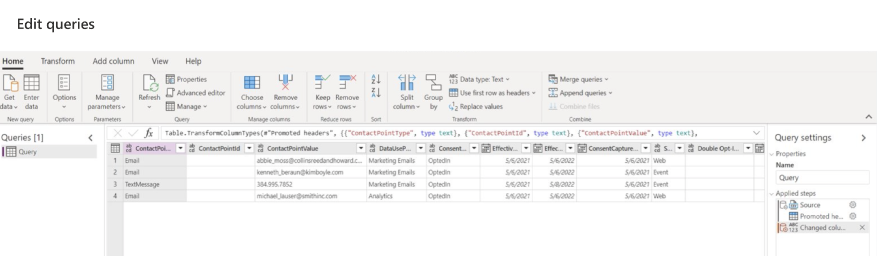 Edit queries
Home Transform Add column View Help
Get data Enter data Options Manage parameters Refresh Properties Advanced editor Manage Choose columns Remove columns Keep rows Remove rows Split column Group by Data type: Text Use first row as headers Replace values Merge queries Append queries Combine files
New query Options Parameters Query Manage columns Reduce rows Sort Transform Combine
Queries [1] fx Table.TransformColumnTypes(#"Promoted headers", {{"ContactPointType", type text}, {"ContactPointId", type text}, {"ContactPointValue", type text}, Query settings
Query ContactPoi... ContactPointId ContactPointValue DataUseP... Consent... Effectiv... Effec... ConsentCapture... S... Double Opt-I... Properties
1 Email abbie_moss@collinsreedandhoward.c... Marketing Emails OptedIn 5/6/2021 5/6/2022 5/6/2021 Web Name
2 Email kenneth_beraun@kimboyle.com Marketing Emails OptedIn 5/6/2021 5/6/2022 5/6/2021 Event Query
3 TextMessage 384.995.7852 Marketing Emails OptedIn 5/6/2021 5/8/2022 5/6/2021 Event Applied steps
4 Email michael_lauser@smithinc.com Analytics OptedIn 5/6/2021 5/6/2022 5/6/2021 Web Source
Promoted he...
Changed colu...